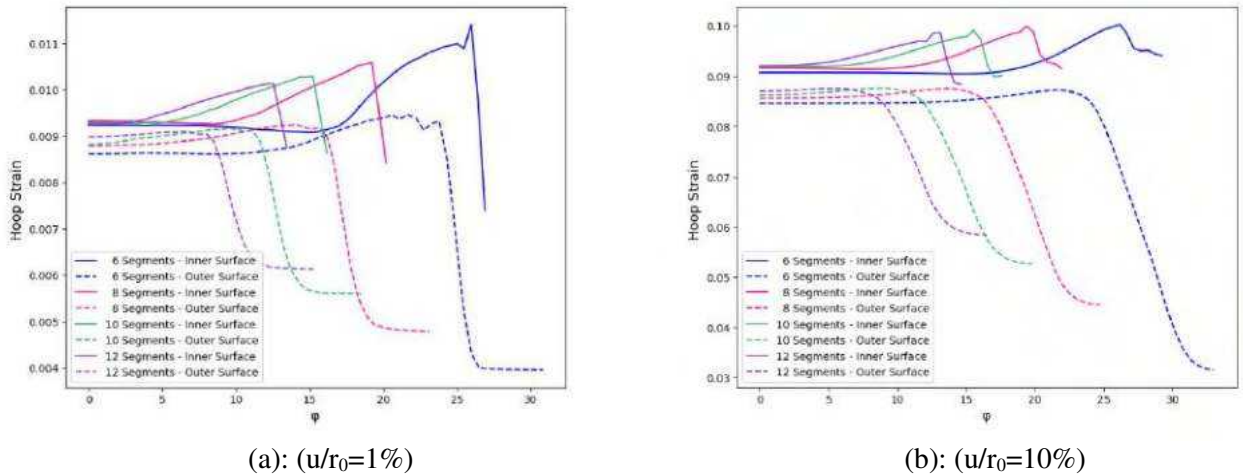 0.011
0.010
0.009
0.008
0.007
0.006
0.005
0.004
Hoop Strain
6 Segments - Inner Surface
6 Segments - Outer Surface
8 Segments - Inner Surface
8 Segments - Outer Surface
10 Segments - Inner Surface
10 Segments - Outer Surface
12 Segments - Inner Surface
12 Segments - Outer Surface
0 5 10 15 20 25 30
φ
(a): (u/r₀=1%)
0.10
0.09
0.08
0.07
0.06
0.05
0.04
0.03
Hoop Strain
6 Segments - Inner Surface
6 Segments - Outer Surface
8 Segments - Inner Surface
8 Segments - Outer Surface
10 Segments - Inner Surface
10 Segments - Outer Surface
12 Segments - Inner Surface
12 Segments - Outer Surface
0 5 10 15 20 25 30
φ
(b): (u/r₀=10%)